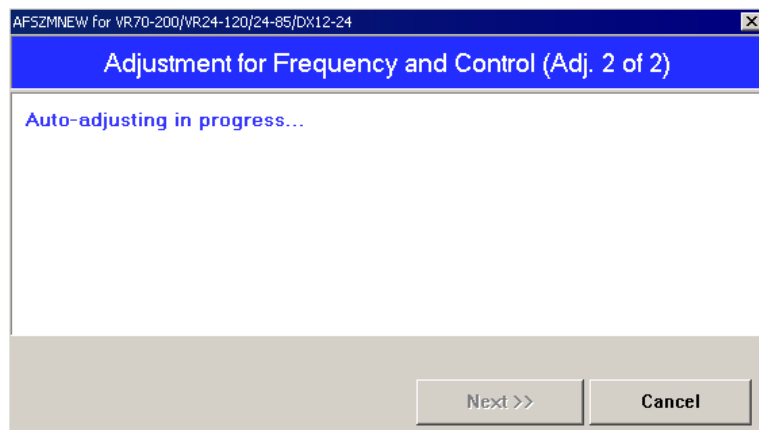 AFSZMNEW for VR70-200/VR24-120/24-85/DX12-24
Adjustment for Frequency and Control (Adj. 2 of 2)
Auto-adjusting in progress...
Next >>
Cancel